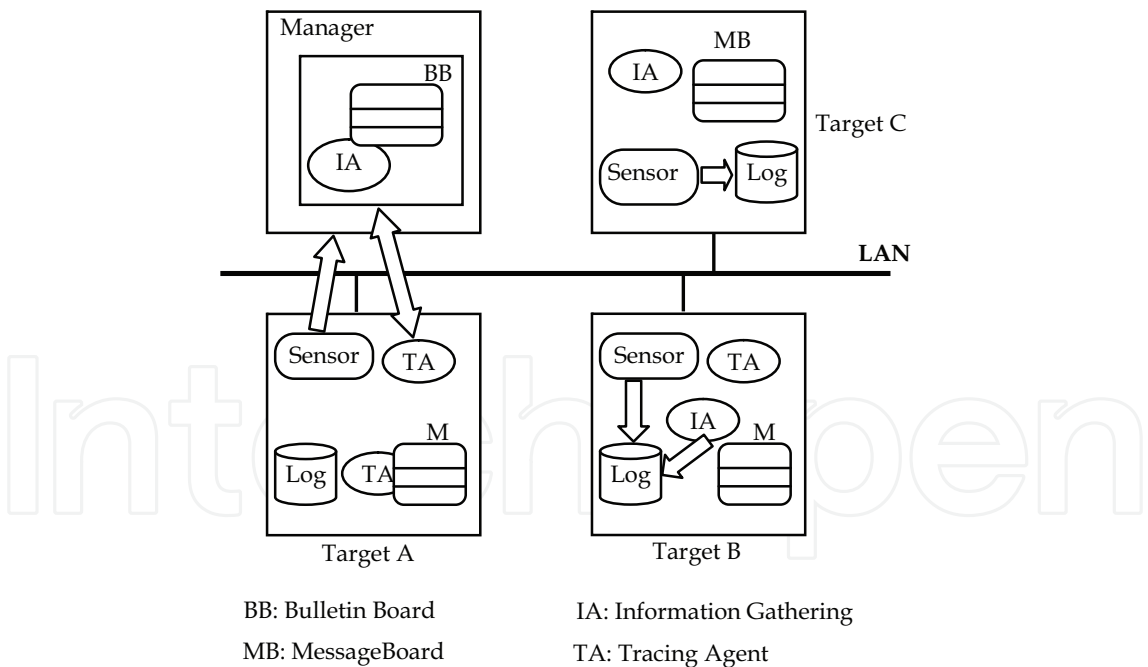 Manager
BB
IA
MB
IA
Target C
Sensor
Log
LAN
Sensor
TA
M
Log
TA
Target A
Sensor
TA
IA
M
Log
Target B
BB: Bulletin Board
IA: Information Gathering
MB: MessageBoard
TA: Tracing Agent